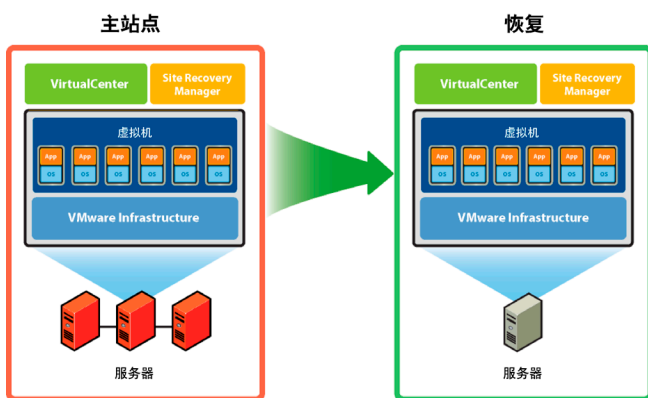 主站点
恢复
VirtualCenter
Site Recovery
Manager
虚拟机
App App App App App App
OS OS OS OS OS OS
VMware Infrastructure
服务器
VirtualCenter
Site Recovery
Manager
虚拟机
App App App App App App
OS OS OS OS OS OS
VMware Infrastructure
服务器